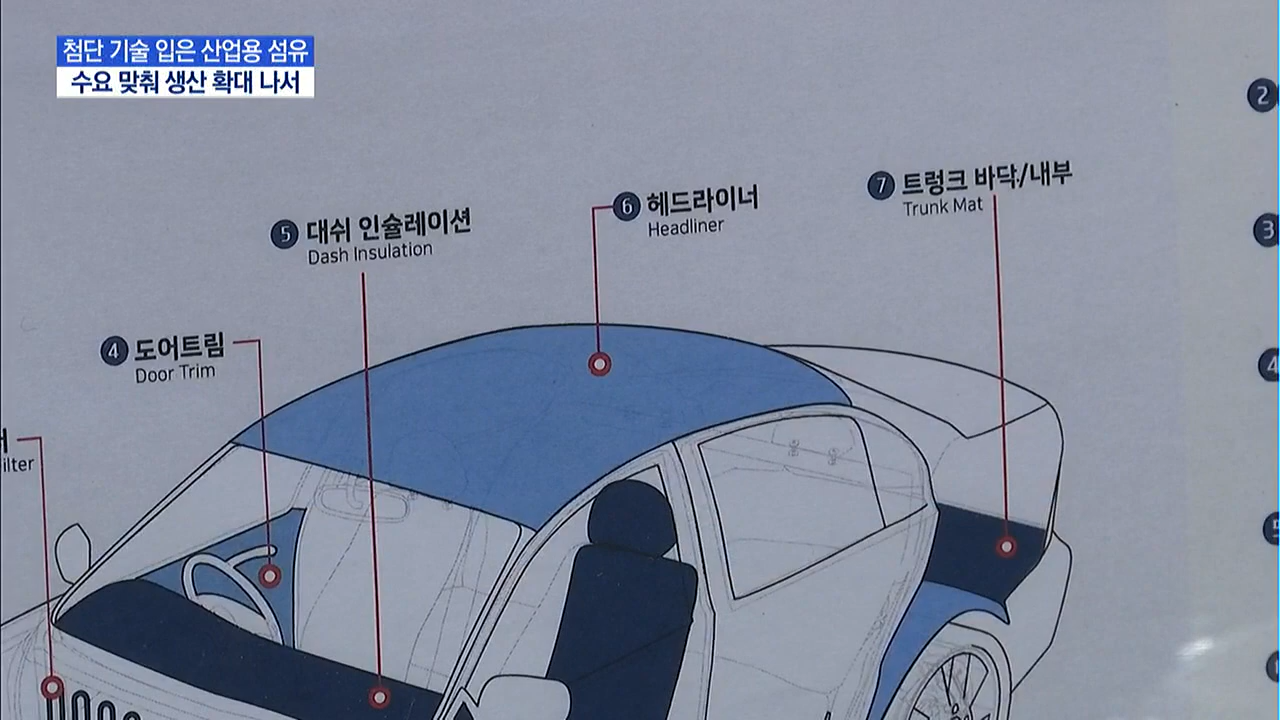 첨단 기술 입은 산업용 섬유
수요 맞춰 생산 확대 나서
2
7 트렁크 바닥/내부
Trunk Mat
6 헤드라이너
Headliner
5 대쉬 인슐레이션
Dash Insulation
3
4 도어트림
Door Trim
4
5